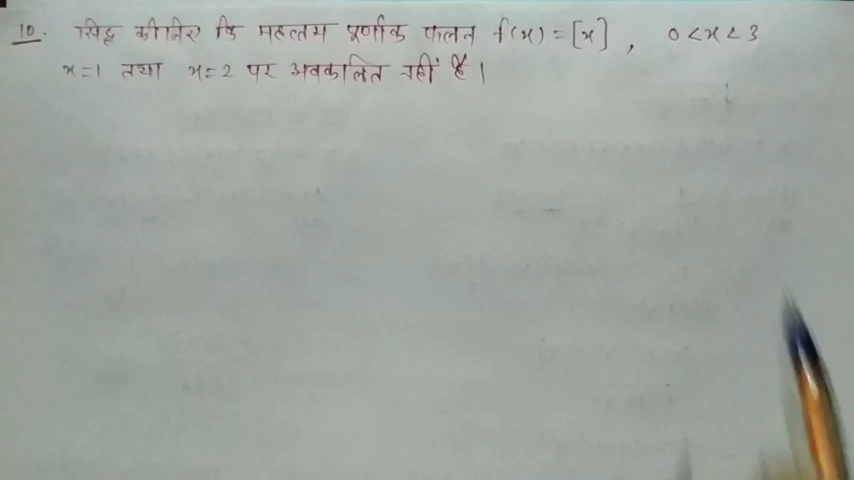 10. सिद्ध कीजिए कि महत्तम पूर्णांक फलन f(x) = [x] , 0 < x < 3
x = 1 तथा x = 2 पर अवकलित नहीं है।